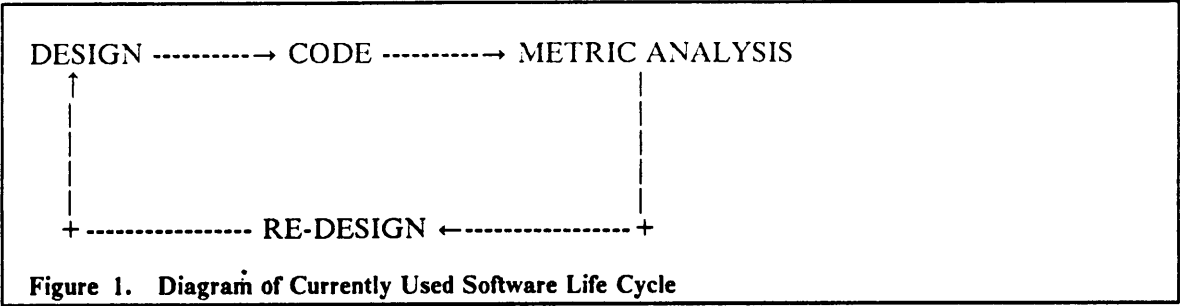 DESIGN ----------→ CODE ----------→ METRIC ANALYSIS
+ ----------------- RE-DESIGN ←----------------- +
Figure 1. Diagram of Currently Used Software Life Cycle